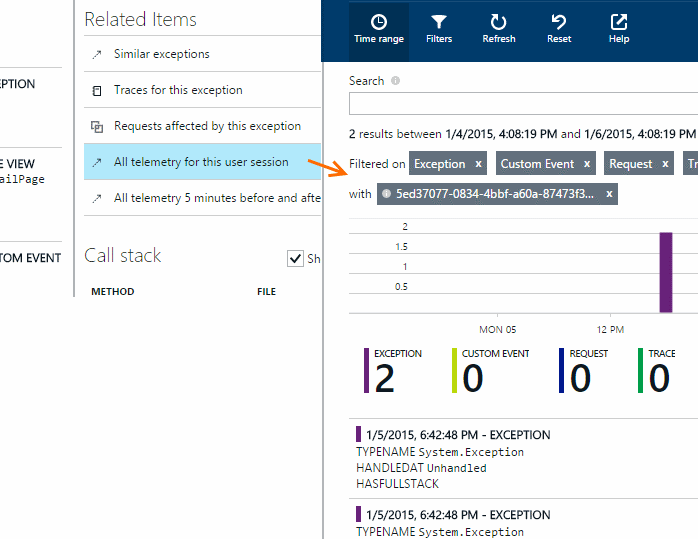 EPTION
E VIEW
ailPage
TOM EVENT
Related Items
Similar exceptions
Traces for this exception
Requests affected by this exception
All telemetry for this user session
All telemetry 5 minutes before and afte
Call stack
Sh
METHOD FILE
Time range Filters Refresh Reset Help
Search
2 results between 1/4/2015, 4:08:19 PM and 1/6/2015, 4:08:19 PM
Filtered on Exception x Custom Event x Request x Tr
with 5ed37077-0834-4bbf-a60a-87473f3... x
2
1.5
1
0.5
MON 05 12 PM
EXCEPTION CUSTOM EVENT REQUEST TRACE
2 0 0 0
1/5/2015, 6:42:48 PM - EXCEPTION
TYPENAME System.Exception
HANDLEDAT Unhandled
HASFULLSTACK
1/5/2015, 6:42:48 PM - EXCEPTION
TYPENAME System.Exception